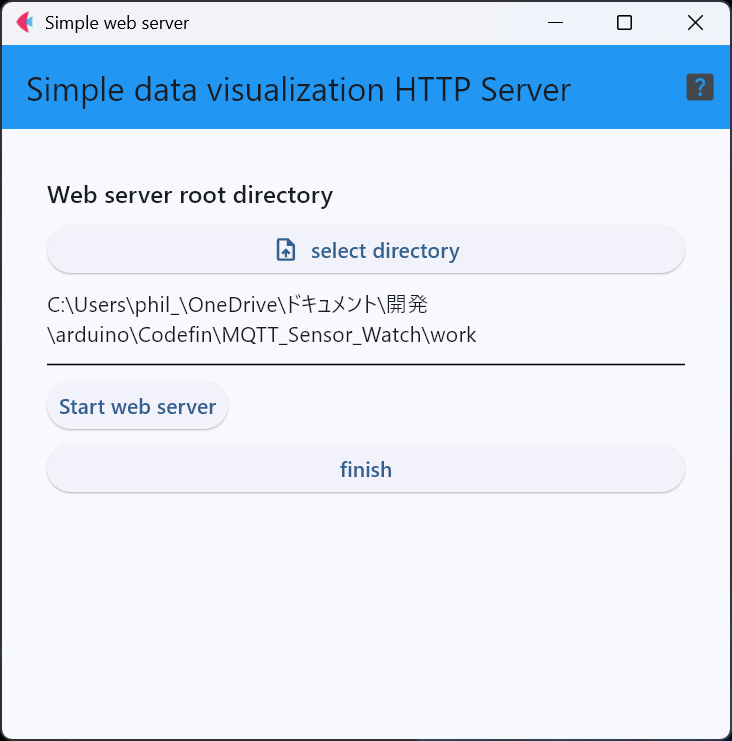 Simple web server
Simple data visualization HTTP Server
?
Web server root directory
select directory
C:\Users\phil_\OneDrive\ドキュメント\開発
\arduino\Codefin\MQTT_Sensor_Watch\work
Start web server
finish